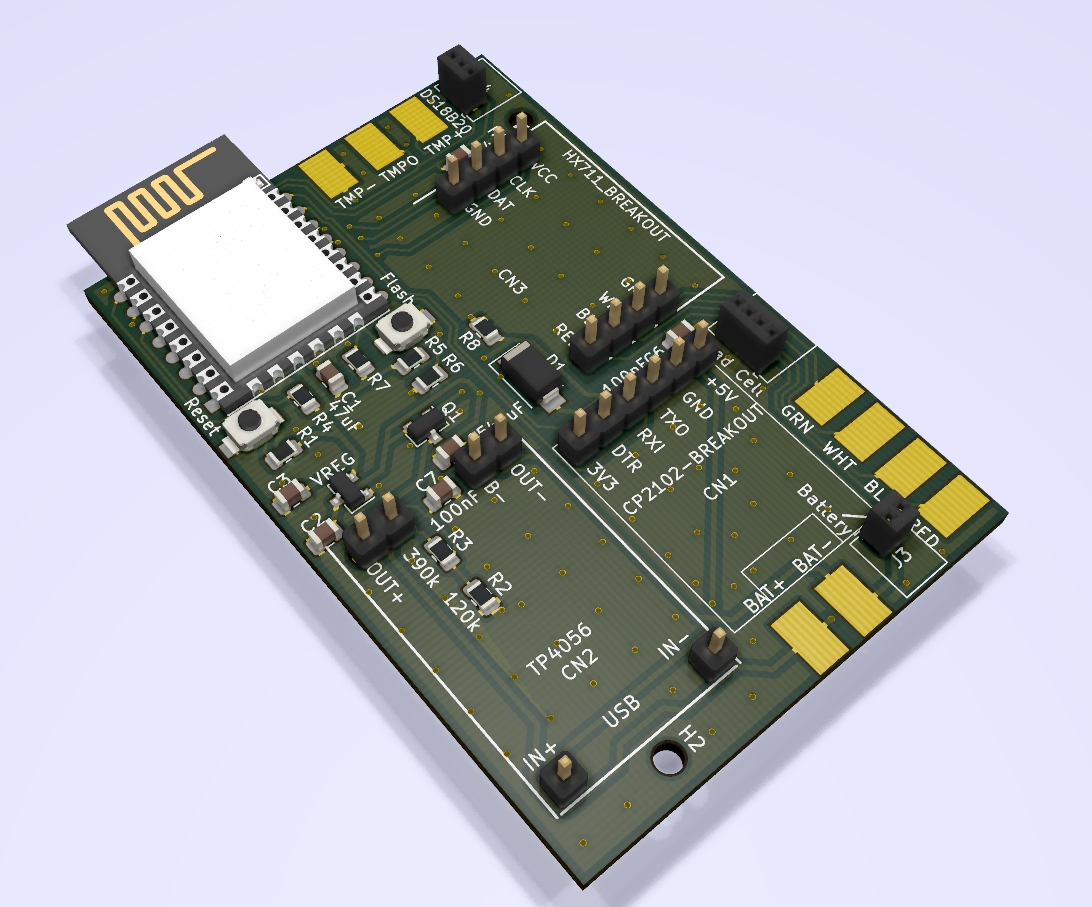 DS18B20
TMP+
TMPO
TMP-
VCC
CLK
DAT
GND
HX711_BREAKOUT
CN3
Flash
R8
R5
R6
R7
D1
C1
47uF
R4
Reset
R1
Q1
VREG
C3
C2
C7
100nF
R3
390k
R2
120k
OUT+
OUT-
B-
+5V
GND
TXO
RXI
DTR
3V3
CP2102-BREAKOUT
CN1
GRN
WHT
RED
Battery
J3
BAT+
BAT-
TP4056
CN2
IN-
USB
IN+
H2